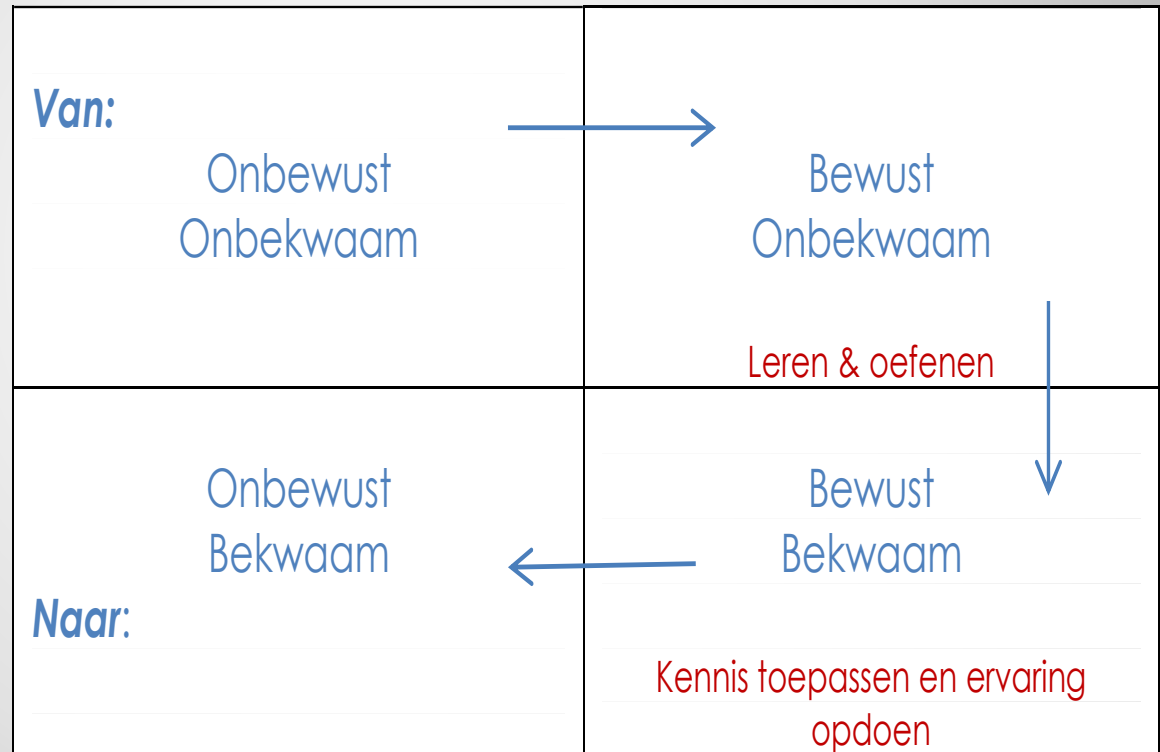 Van:
Onbewust
Onbekwaam
Bewust
Onbekwaam
Leren & oefenen
Onbewust
Bekwaam
Naar:
Bewust
Bekwaam
Kennis toepassen en ervaring
opdoen